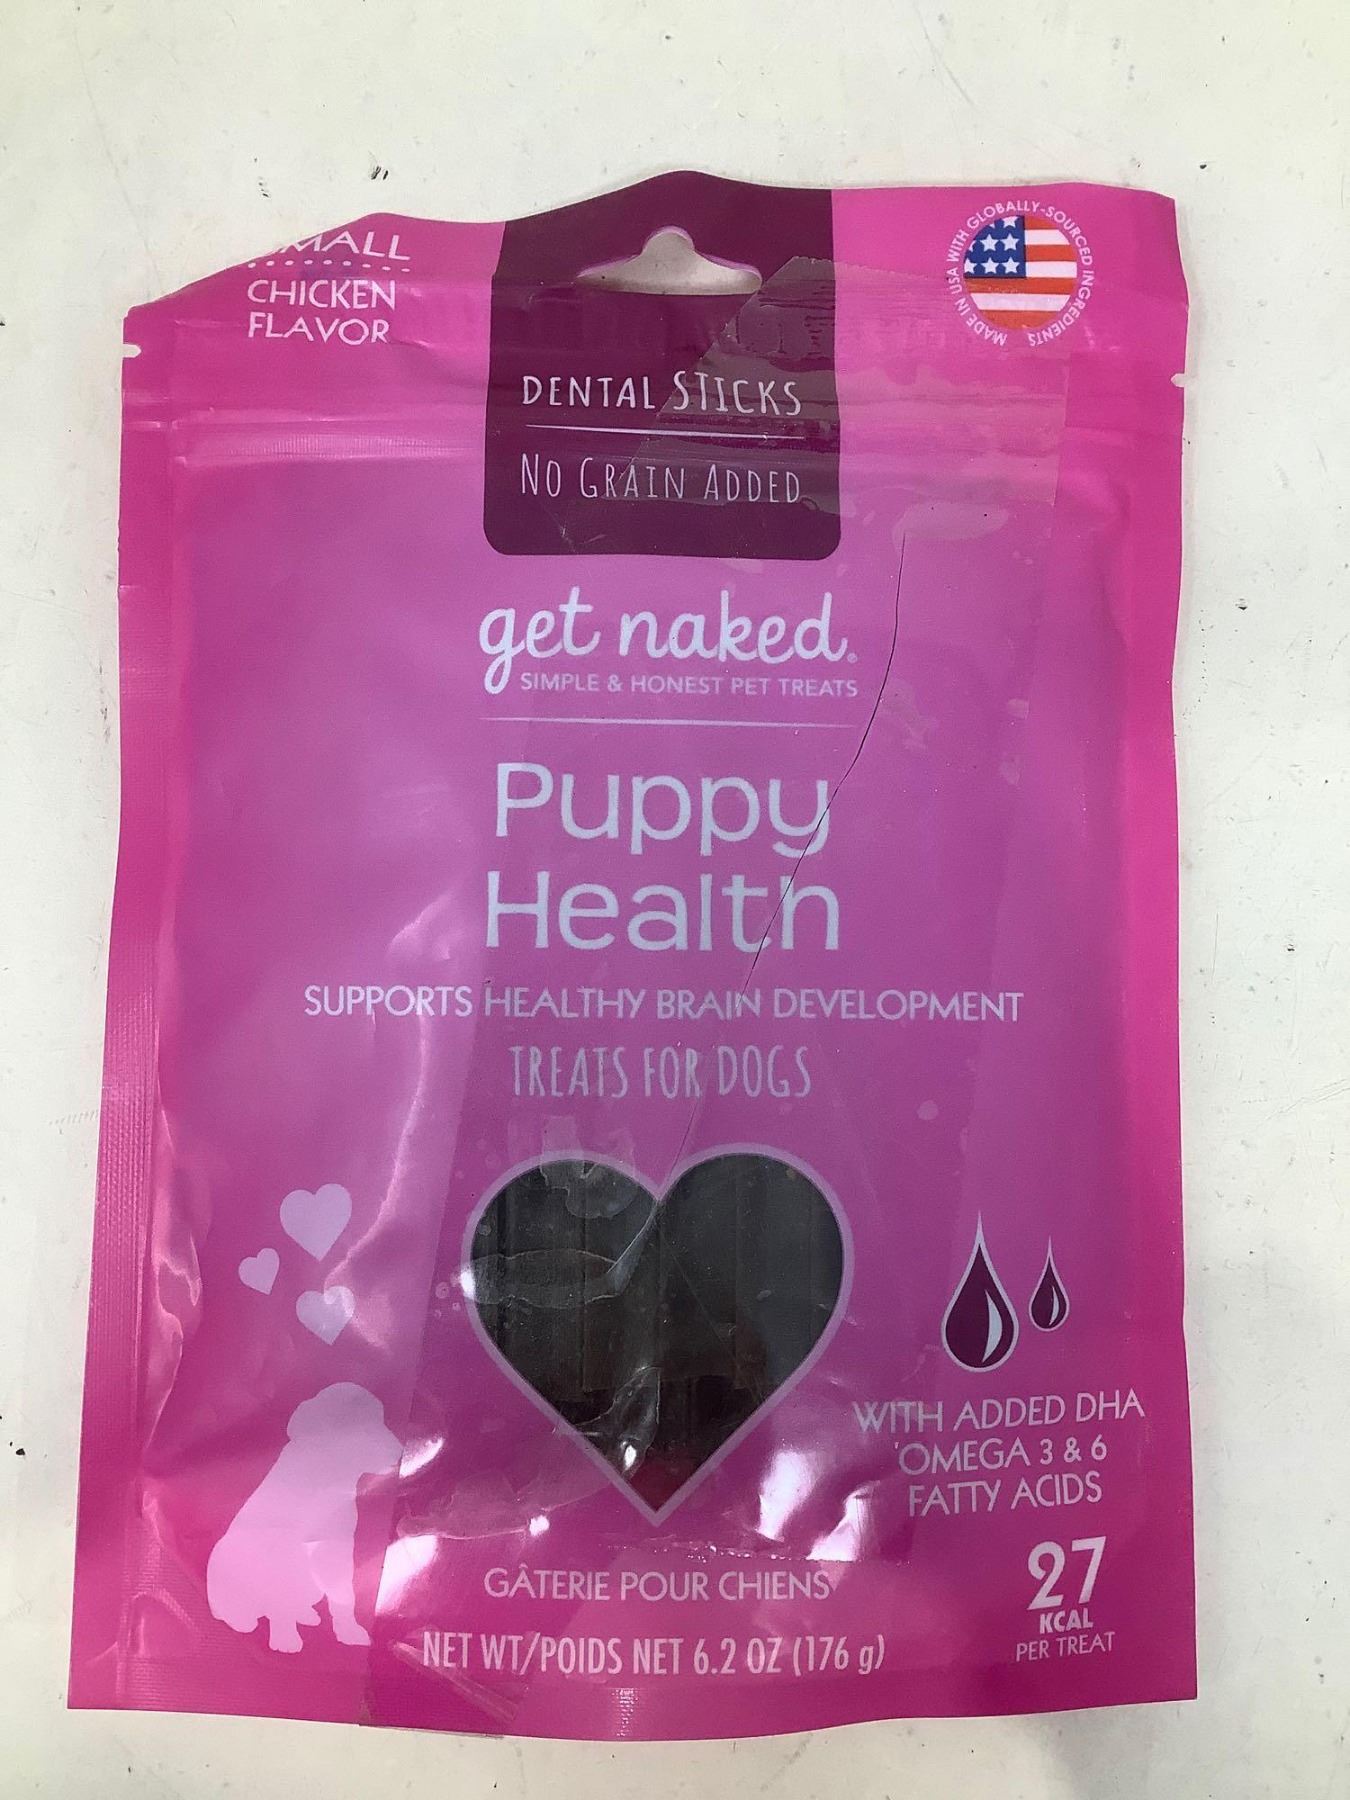 SMALL
CHICKEN
FLAVOR
MADE IN USA WITH GLOBALLY-SOURCED INGREDIENTS
DENTAL STICKS
NO GRAIN ADDED
get naked®
SIMPLE & HONEST PET TREATS
Puppy
Health
SUPPORTS HEALTHY BRAIN DEVELOPMENT
TREATS FOR DOGS
WITH ADDED DHA
OMEGA 3 & 6
FATTY ACIDS
27
KCAL
PER TREAT
GÂTERIE POUR CHIENS
NET WT/POIDS NET 6.2 OZ (176 g)